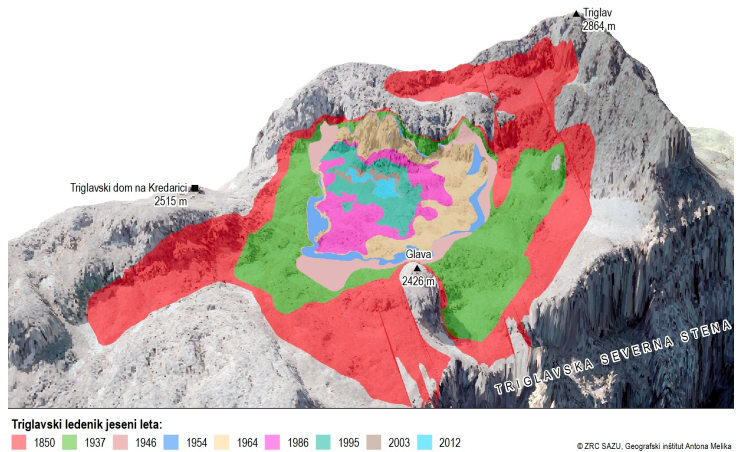 Triglav
2864 m
Triglavski dom na Kredarici
2515 m
Glava
2426 m
TRIGLAVSKA SEVERNA STENA
Triglavski ledenik jeseni leta:
1850 1937 1946 1954 1964 1986 1995 2003 2012
© ZRC SAZU, Geografski inštitut Antona Melika